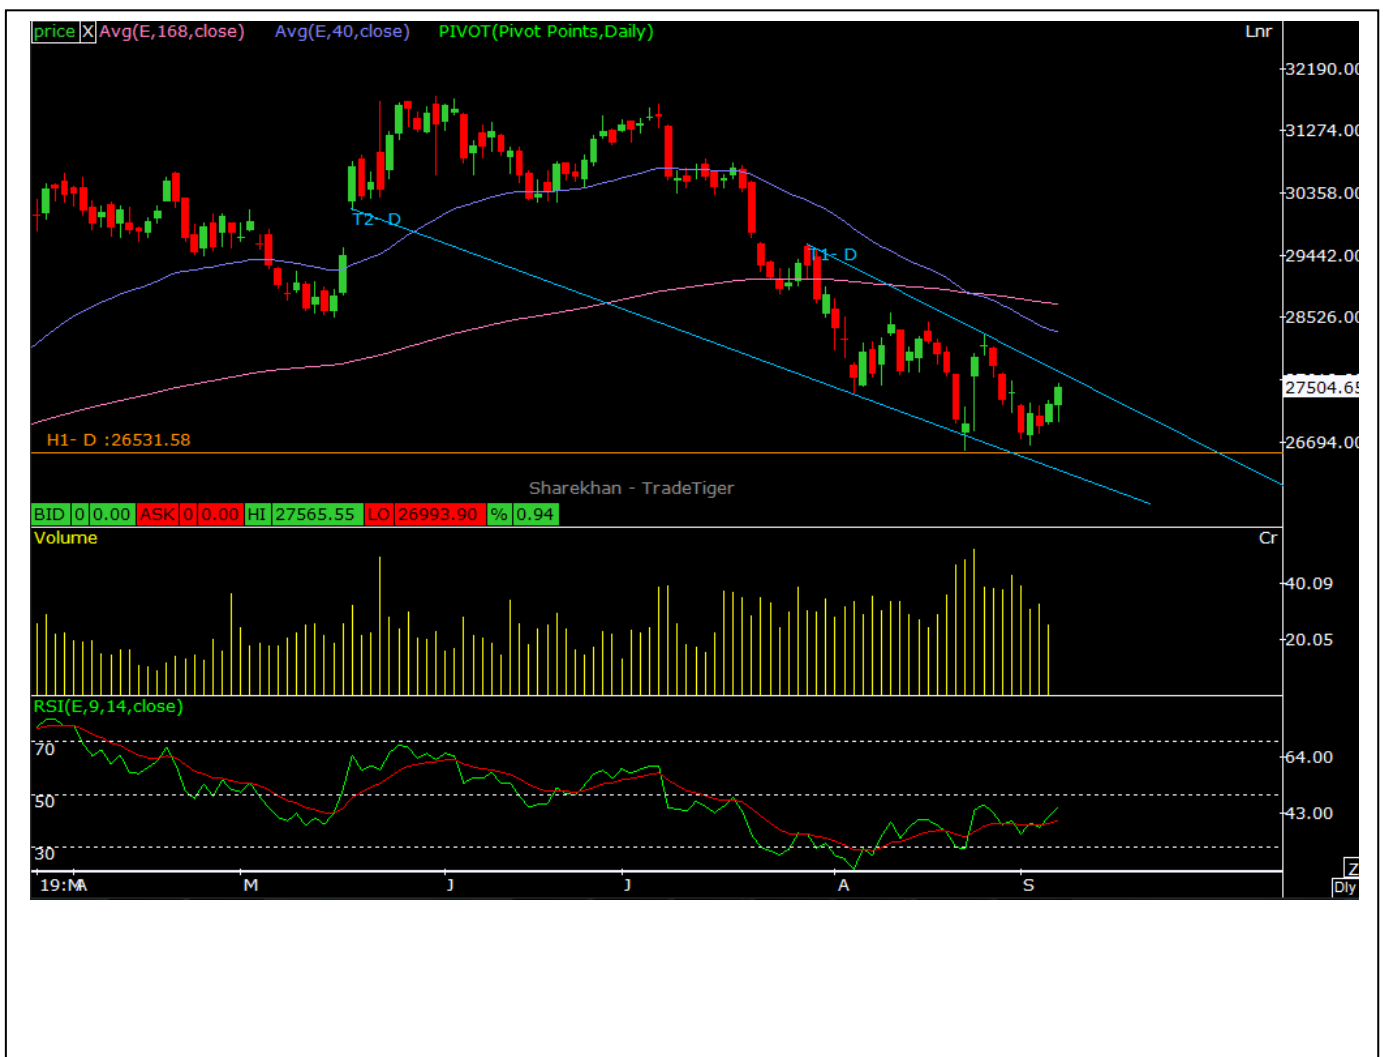 price X Avg(E,168,close) Avg(E,40,close) PIVOT(Pivot Points,Daily) Lnr
32190.00
31274.00
30358.00
T2- D
T1- D
29442.00
28526.00
27504.65
H1- D :26531.58
26694.00
Sharekhan - TradeTiger
BID 0 0.00 ASK 0 0.00 HI 27565.55 LO 26993.90 % 0.94
Volume Cr
40.09
20.05
RSI(E,9,14,close)
70
64.00
50
43.00
30
Z
19:MA M J J A S Dly